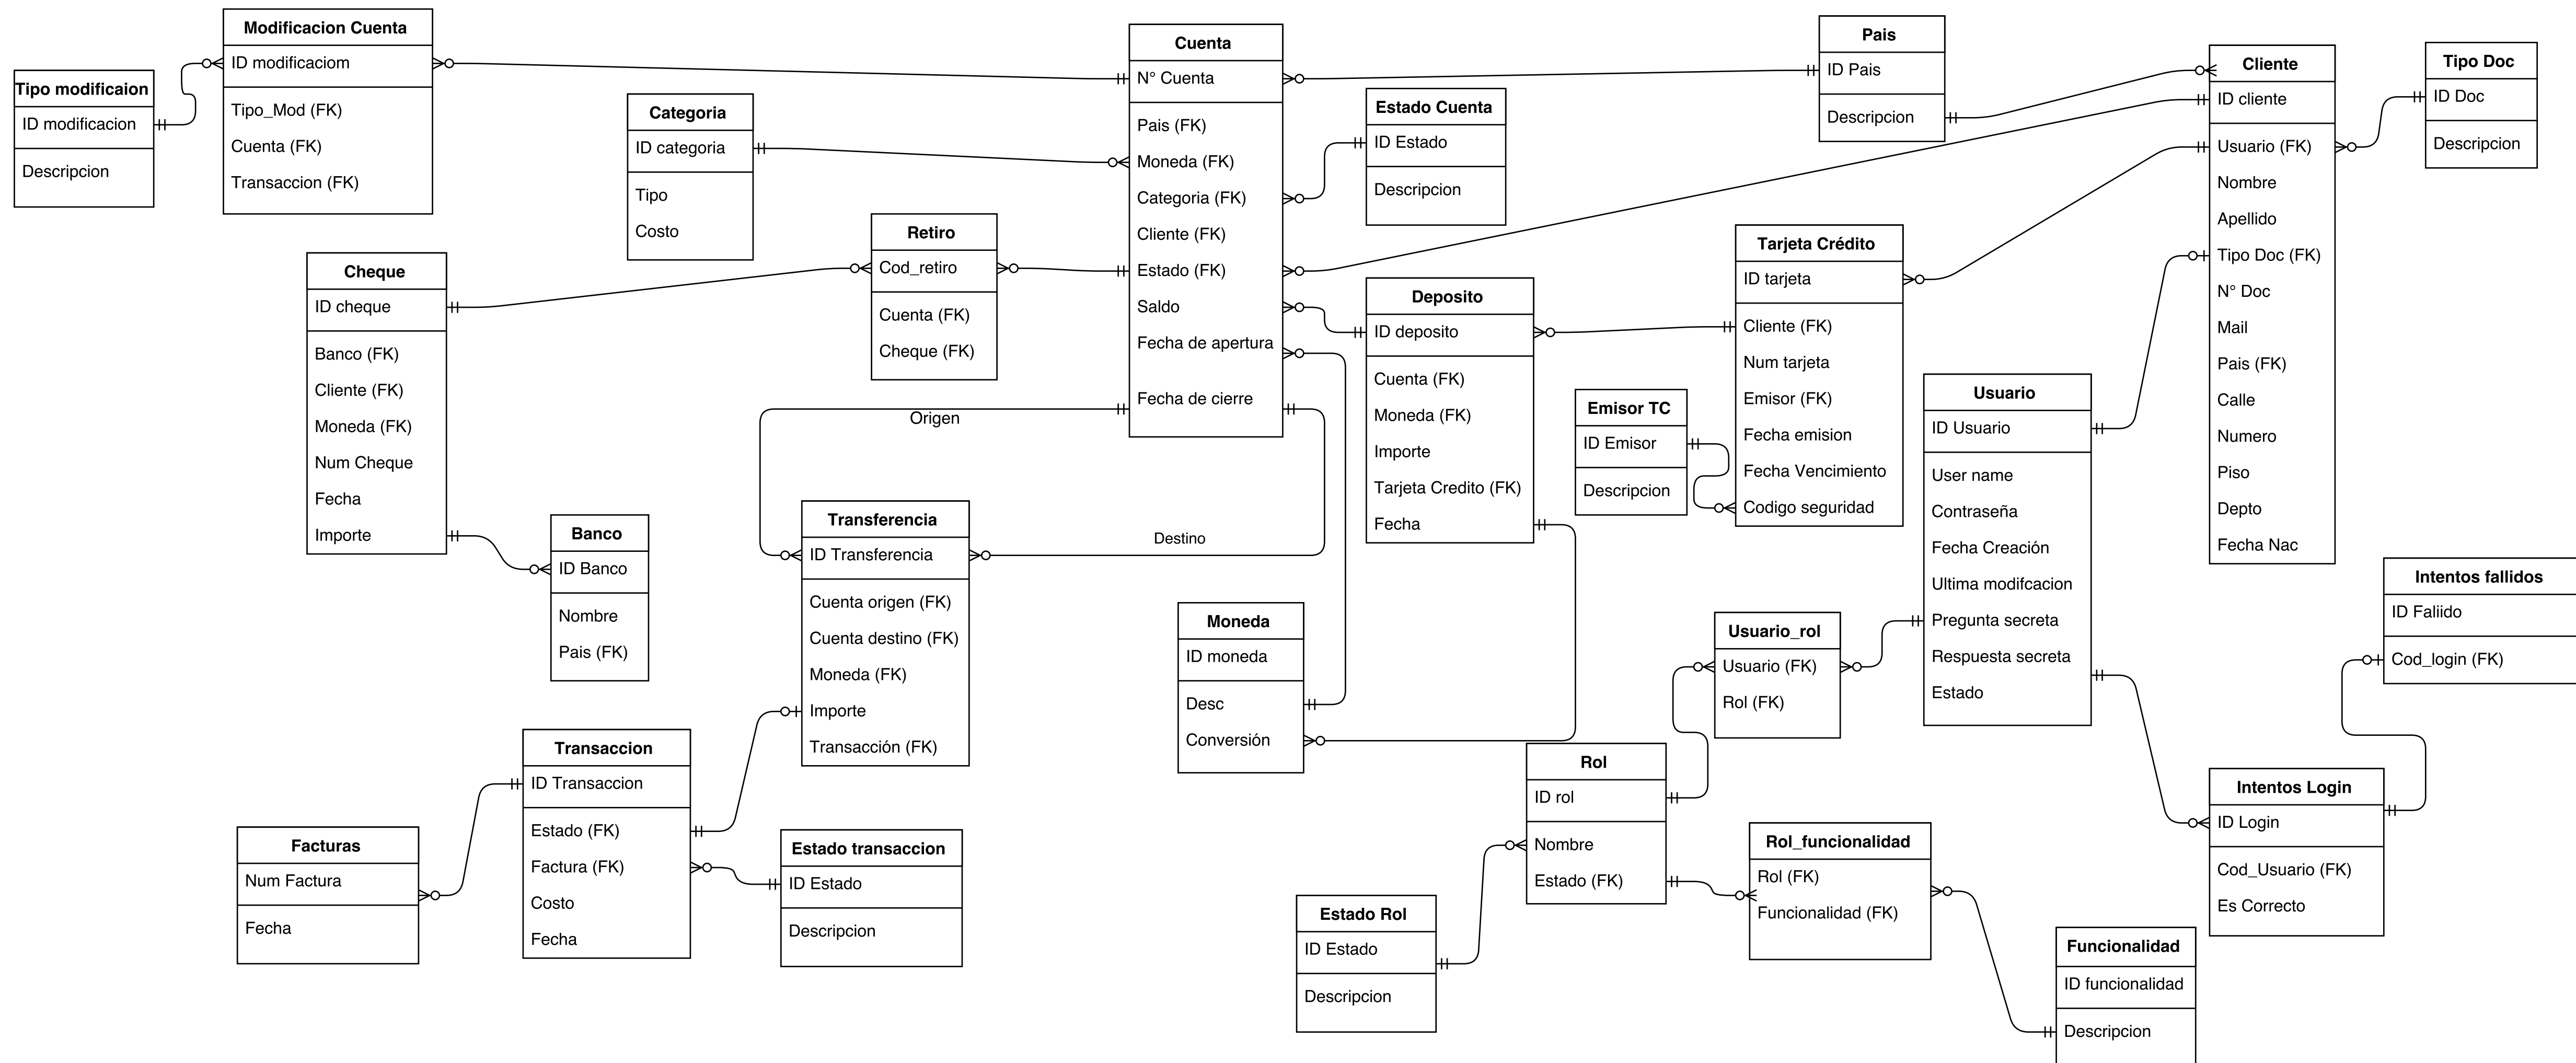 Tipo modificaion
ID modificacion
Descripcion
Modificacion Cuenta
ID modificaciom
Tipo_Mod (FK)
Cuenta (FK)
Transaccion (FK)
Categoria
ID categoria
Tipo
Costo
Cuenta
N° Cuenta
Pais (FK)
Moneda (FK)
Categoria (FK)
Cliente (FK)
Estado (FK)
Saldo
Fecha de apertura
Fecha de cierre
Estado Cuenta
ID Estado
Descripcion
Pais
ID Pais
Descripcion
Cliente
ID cliente
Usuario (FK)
Nombre
Apellido
Tipo Doc (FK)
N° Doc
Mail
Pais (FK)
Calle
Numero
Piso
Depto
Fecha Nac
Tipo Doc
ID Doc
Descripcion
Cheque
ID cheque
Banco (FK)
Cliente (FK)
Moneda (FK)
Num Cheque
Fecha
Importe
Retiro
Cod_retiro
Cuenta (FK)
Cheque (FK)
Deposito
ID deposito
Cuenta (FK)
Moneda (FK)
Importe
Tarjeta Credito (FK)
Fecha
Tarjeta Crédito
ID tarjeta
Cliente (FK)
Num tarjeta
Emisor (FK)
Fecha emision
Fecha Vencimiento
Codigo seguridad
Emisor TC
ID Emisor
Descripcion
Usuario
ID Usuario
User name
Contraseña
Fecha Creación
Ultima modifcacion
Pregunta secreta
Respuesta secreta
Estado
Origen
Destino
Banco
ID Banco
Nombre
Pais (FK)
Transferencia
ID Transferencia
Cuenta origen (FK)
Cuenta destino (FK)
Moneda (FK)
Importe
Transacción (FK)
Moneda
ID moneda
Desc
Conversión
Usuario_rol
Usuario (FK)
Rol (FK)
Intentos fallidos
ID Faliido
Cod_login (FK)
Transaccion
ID Transaccion
Estado (FK)
Factura (FK)
Costo
Fecha
Facturas
Num Factura
Fecha
Estado transaccion
ID Estado
Descripcion
Rol
ID rol
Nombre
Estado (FK)
Estado Rol
ID Estado
Descripcion
Rol_funcionalidad
Rol (FK)
Funcionalidad (FK)
Intentos Login
ID Login
Cod_Usuario (FK)
Es Correcto
Funcionalidad
ID funcionalidad
Descripcion